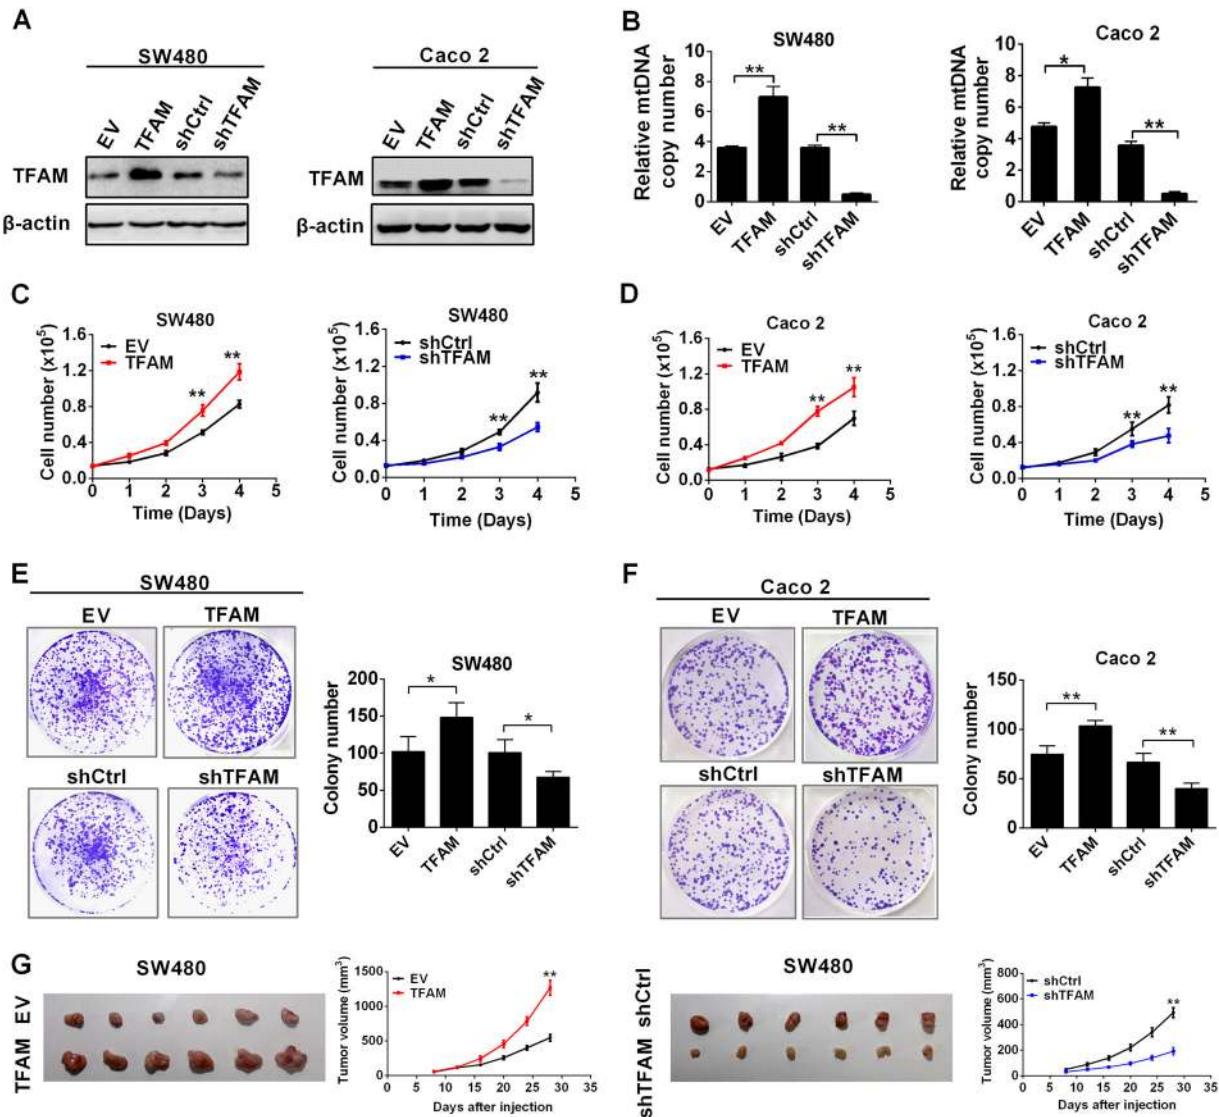 A
SW480
EV TFAM shCtrl shTFAM
TFAM
β-actin
Caco 2
EV TFAM shCtrl shTFAM
TFAM
β-actin
B
SW480
Relative mtDNA
copy number
10
8
6
4
2
0
** **
EV TFAM shCtrl shTFAM
Caco 2
Relative mtDNA
copy number
10
8
6
4
2
0
* **
EV TFAM shCtrl shTFAM
C
SW480
Cell number (x10⁵)
1.6
1.2
0.8
0.4
0.0
EV
TFAM
** **
0 1 2 3 4 5
Time (Days)
SW480
Cell number (x10⁵)
1.6
1.2
0.8
0.4
0.0
shCtrl
shTFAM
** **
0 1 2 3 4 5
Time (Days)
D
Caco 2
Cell number (x10⁵)
1.6
1.2
0.8
0.4
0.0
EV
TFAM
** **
0 1 2 3 4 5
Time (Days)
Caco 2
Cell number (x10⁵)
1.6
1.2
0.8
0.4
0.0
shCtrl
shTFAM
** **
0 1 2 3 4 5
Time (Days)
E
SW480
EV TFAM
shCtrl shTFAM
SW480
Colony number
200
150
100
50
0
* *
EV TFAM shCtrl shTFAM
F
Caco 2
EV TFAM
shCtrl shTFAM
Caco 2
Colony number
150
100
50
0
** **
EV TFAM shCtrl shTFAM
G
SW480
EV
TFAM
Tumor volume (mm³)
1500
1000
500
0
EV
TFAM
**
0 5 10 15 20 25 30 35
Days after injection
SW480
shCtrl
shTFAM
Tumor volume (mm³)
800
600
400
200
0
shCtrl
shTFAM
**
0 5 10 15 20 25 30 35
Days after injection